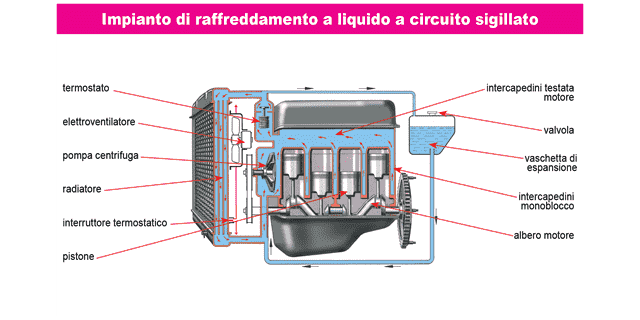 Impianto di raffreddamento a liquido a circuito sigillato
termostato
elettroventilatore
pompa centrifuga
radiatore
interruttore termostatico
pistone
intercapedini testata
motore
valvola
vaschetta di
espansione
intercapedini
monoblocco
albero motore